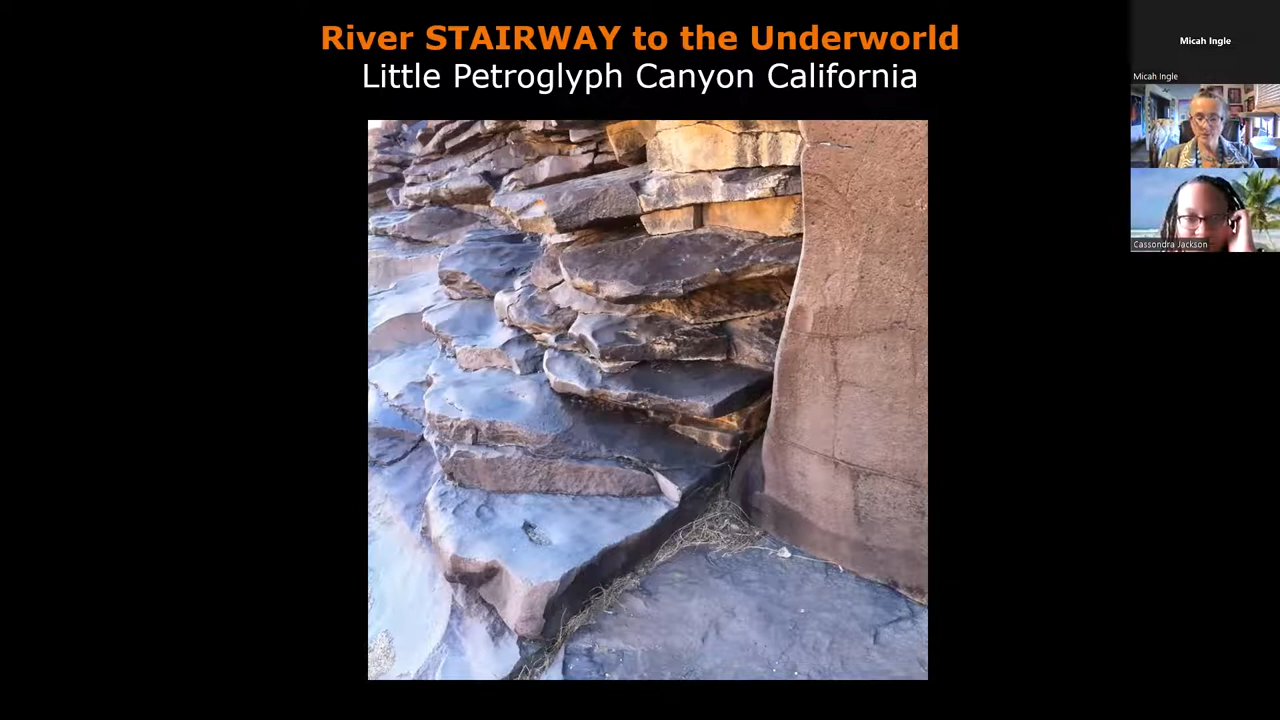 River STAIRWAY to the Underworld
Little Petroglyph Canyon California
Micah Ingle
Micah Ingle
Cassondra Jackson